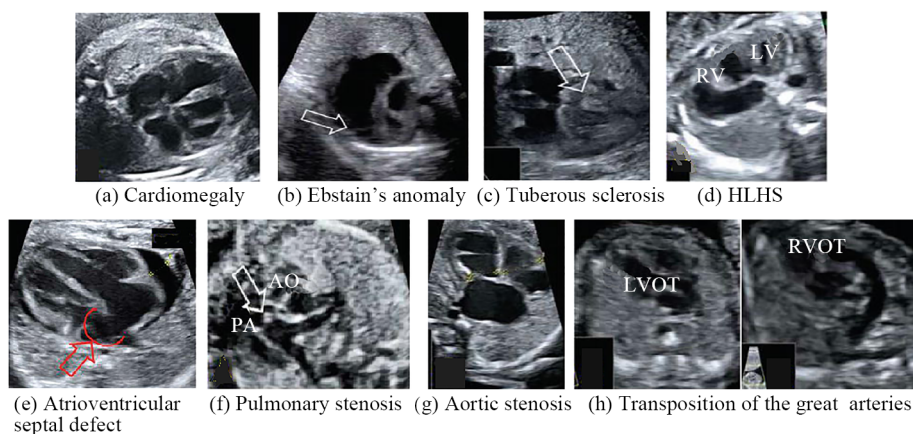 LV
RV
(a) Cardiomegaly
(b) Ebstain's anomaly
(c) Tuberous sclerosis
(d) HLHS
AO
PA
LVOT
RVOT
(e) Atrioventricular
septal defect
(f) Pulmonary stenosis
(g) Aortic stenosis
(h) Transposition of the great arteries